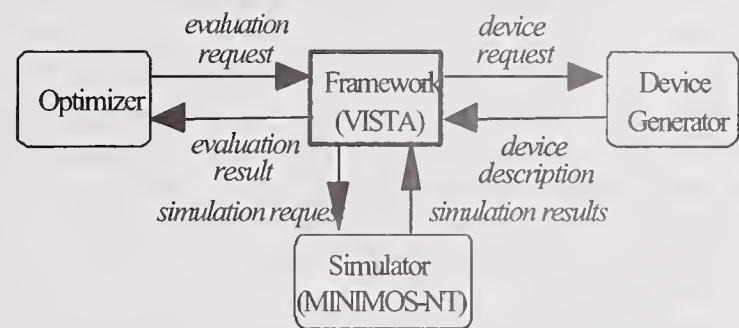 evaluation
request
device
request
Optimizer
Framework
(VISTA)
Device
Generator
evaluation
result
device
description
simulation request
simulation results
Simulator
(MINIMOS-NT)